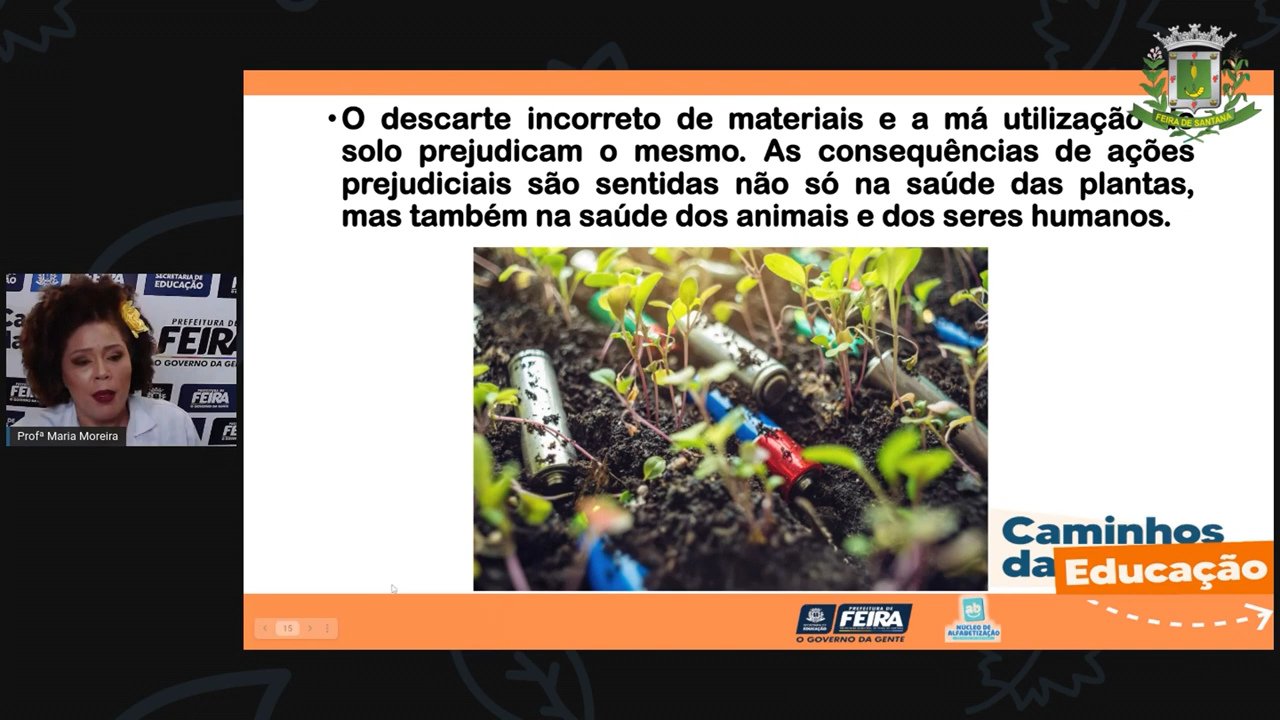 • O descarte incorreto de materiais e a má utilização
solo prejudicam o mesmo. As consequências de ações
prejudiciais são sentidas não só na saúde das plantas,
mas também na saúde dos animais e dos seres humanos.
FEIRA DE SANTANA
SECRETARIA DE
EDUCAÇÃO
PREFEITURA DE
FEIRA
O GOVERNO DA GENTE
FEIRA
Profª Maria Moreira
Caminhos
da Educação
15
EDUCAÇÃO
PREFEITURA DE
FEIRA
O GOVERNO DA GENTE
ab
NÚCLEO DE
ALFABETIZAÇÃO